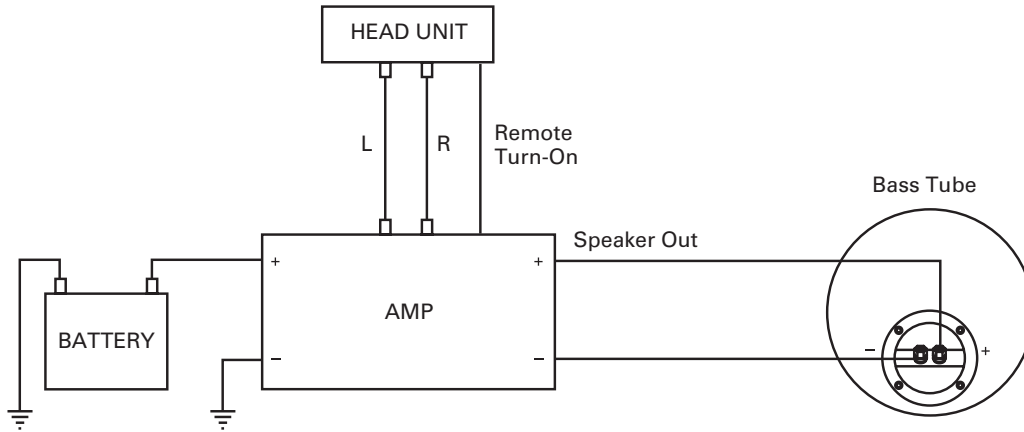 HEAD UNIT
L
R
Remote
Turn-On
Bass Tube
Speaker Out
+
+
AMP
BATTERY
–
–
–
+